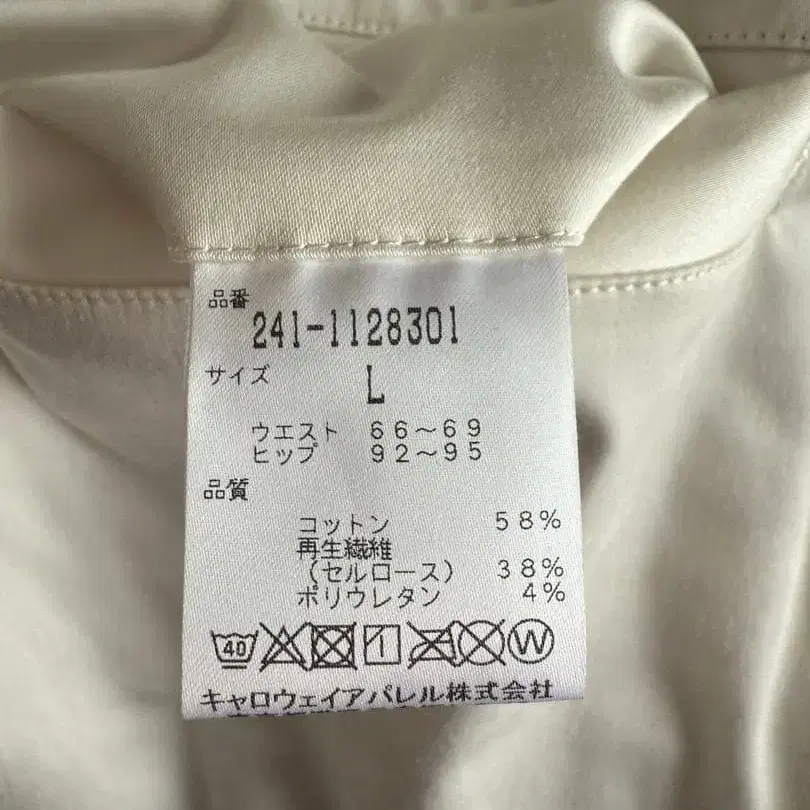 品番
241-1128301
サイズ
L
ウエスト 66～69
ヒップ 92～95
品質
コットン 58%
再生繊維
(セルロース) 38%
ポリウレタン 4%
40 W
キャロウェイアパレル株式会社